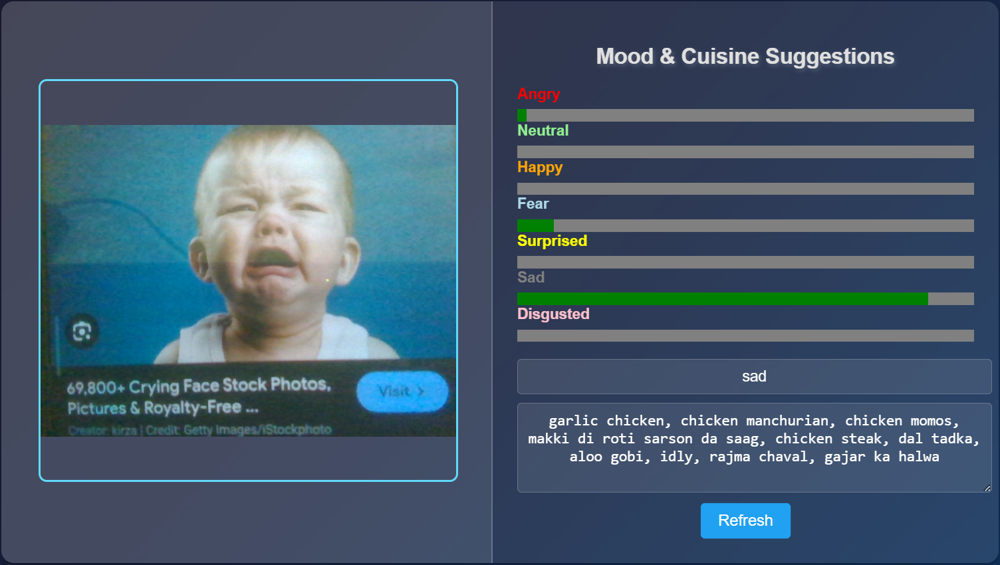 69,800+ Crying Face Stock Photos,
Pictures & Royalty-Free ...
Visit >
Creator: kirza | Credit: Getty Images/iStockphoto
Mood & Cuisine Suggestions
Angry
Neutral
Happy
Fear
Surprised
Sad
Disgusted
sad
garlic chicken, chicken manchurian, chicken momos,
makki di roti sarson da saag, chicken steak, dal tadka,
aloo gobi, idly, rajma chaval, gajar ka halwa
Refresh